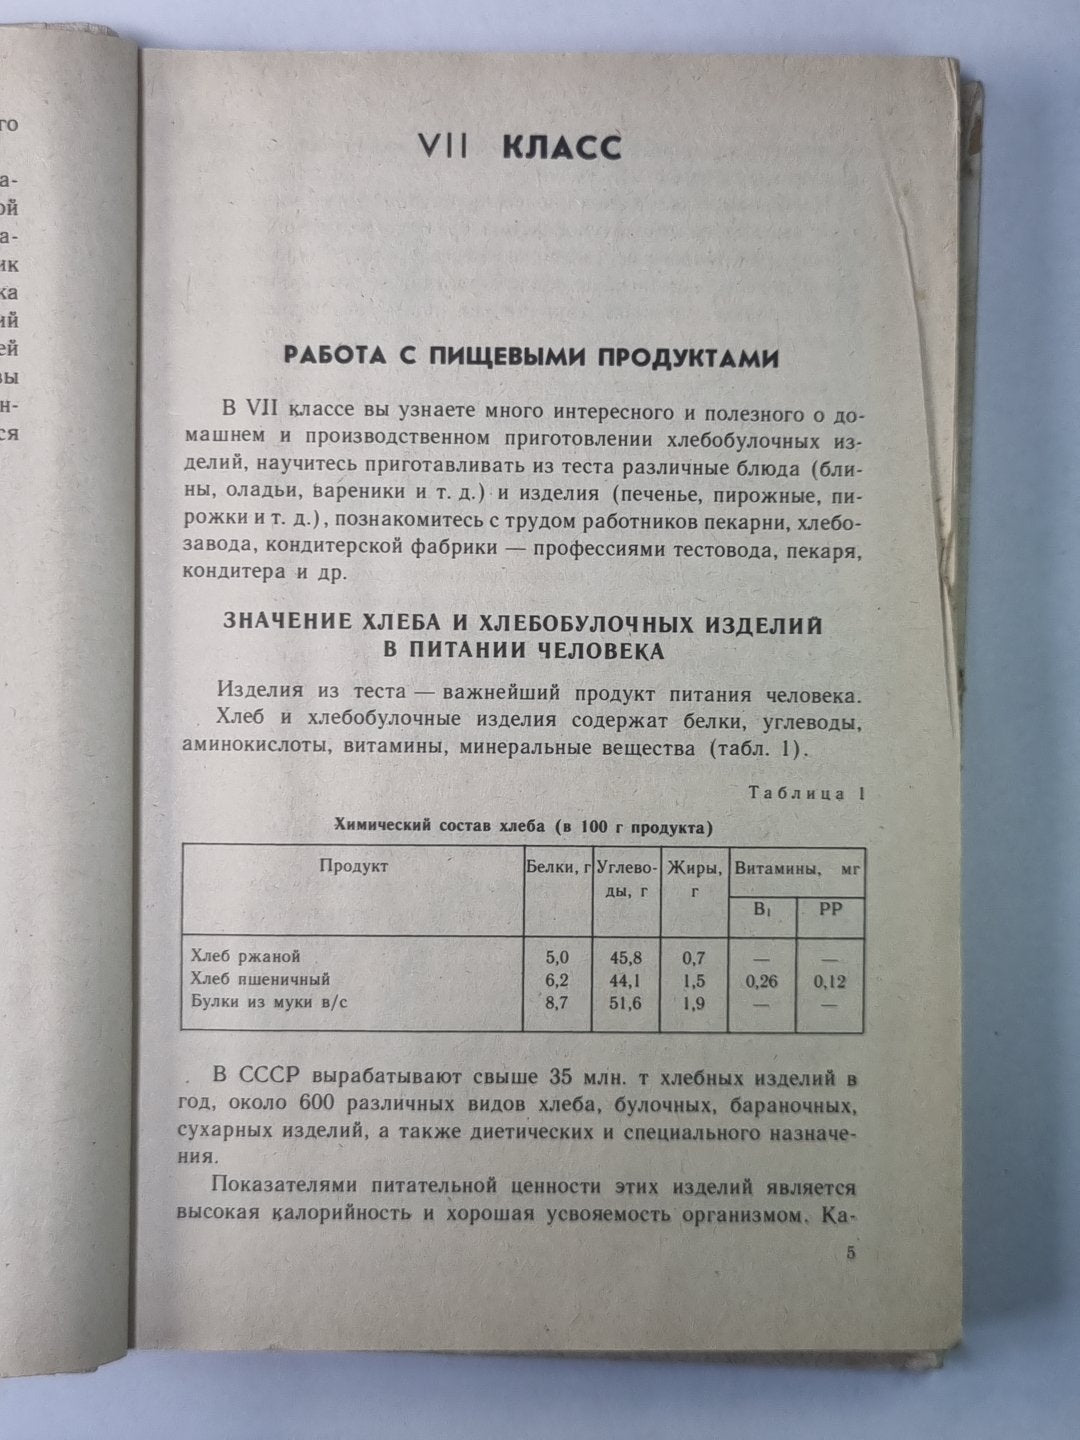 го
а-
ой
а-
ик
ка
ий
ей
вы
н-
ся
VII КЛАСС
РАБОТА С ПИЩЕВЫМИ ПРОДУКТАМИ
В VII классе вы узнаете много интересного и полезного о до-
машнем и производственном приготовлении хлебобулочных из-
делий, научитесь приготавливать из теста различные блюда (бли-
ны, оладьи, вареники и т. д.) и изделия (печенье, пирожные, пи-
рожки и т. д.), познакомитесь с трудом работников пекарни, хлебо-
завода, кондитерской фабрики — профессиями тестовода, пекаря,
кондитера и др.
ЗНАЧЕНИЕ ХЛЕБА И ХЛЕБОБУЛОЧНЫХ ИЗДЕЛИЙ
В ПИТАНИИ ЧЕЛОВЕКА
Изделия из теста — важнейший продукт питания человека.
Хлеб и хлебобулочные изделия содержат белки, углеводы,
аминокислоты, витамины, минеральные вещества (табл. 1).
Таблица 1
Химический состав хлеба (в 100 г продукта)
Продукт Белки, г Углево- Жиры, Витамины, мг
ды, г г
B₁ PP
Хлеб ржаной 5,0 45,8 0,7 — —
Хлеб пшеничный 6,2 44,1 1,5 0,26 0,12
Булки из муки в/с 8,7 51,6 1,9 — —
В СССР вырабатывают свыше 35 млн. т хлебных изделий в
год, около 600 различных видов хлеба, булочных, бараночных,
сухарных изделий, а также диетических и специального назначе-
ния.
Показателями питательной ценности этих изделий является
высокая калорийность и хорошая усвояемость организмом. Ка-
5